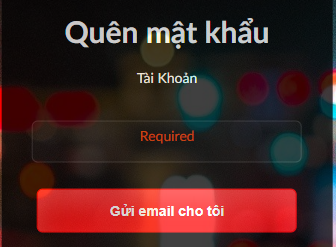 Quên mật khẩu
Tài Khoản
Required
Gửi email cho tôi